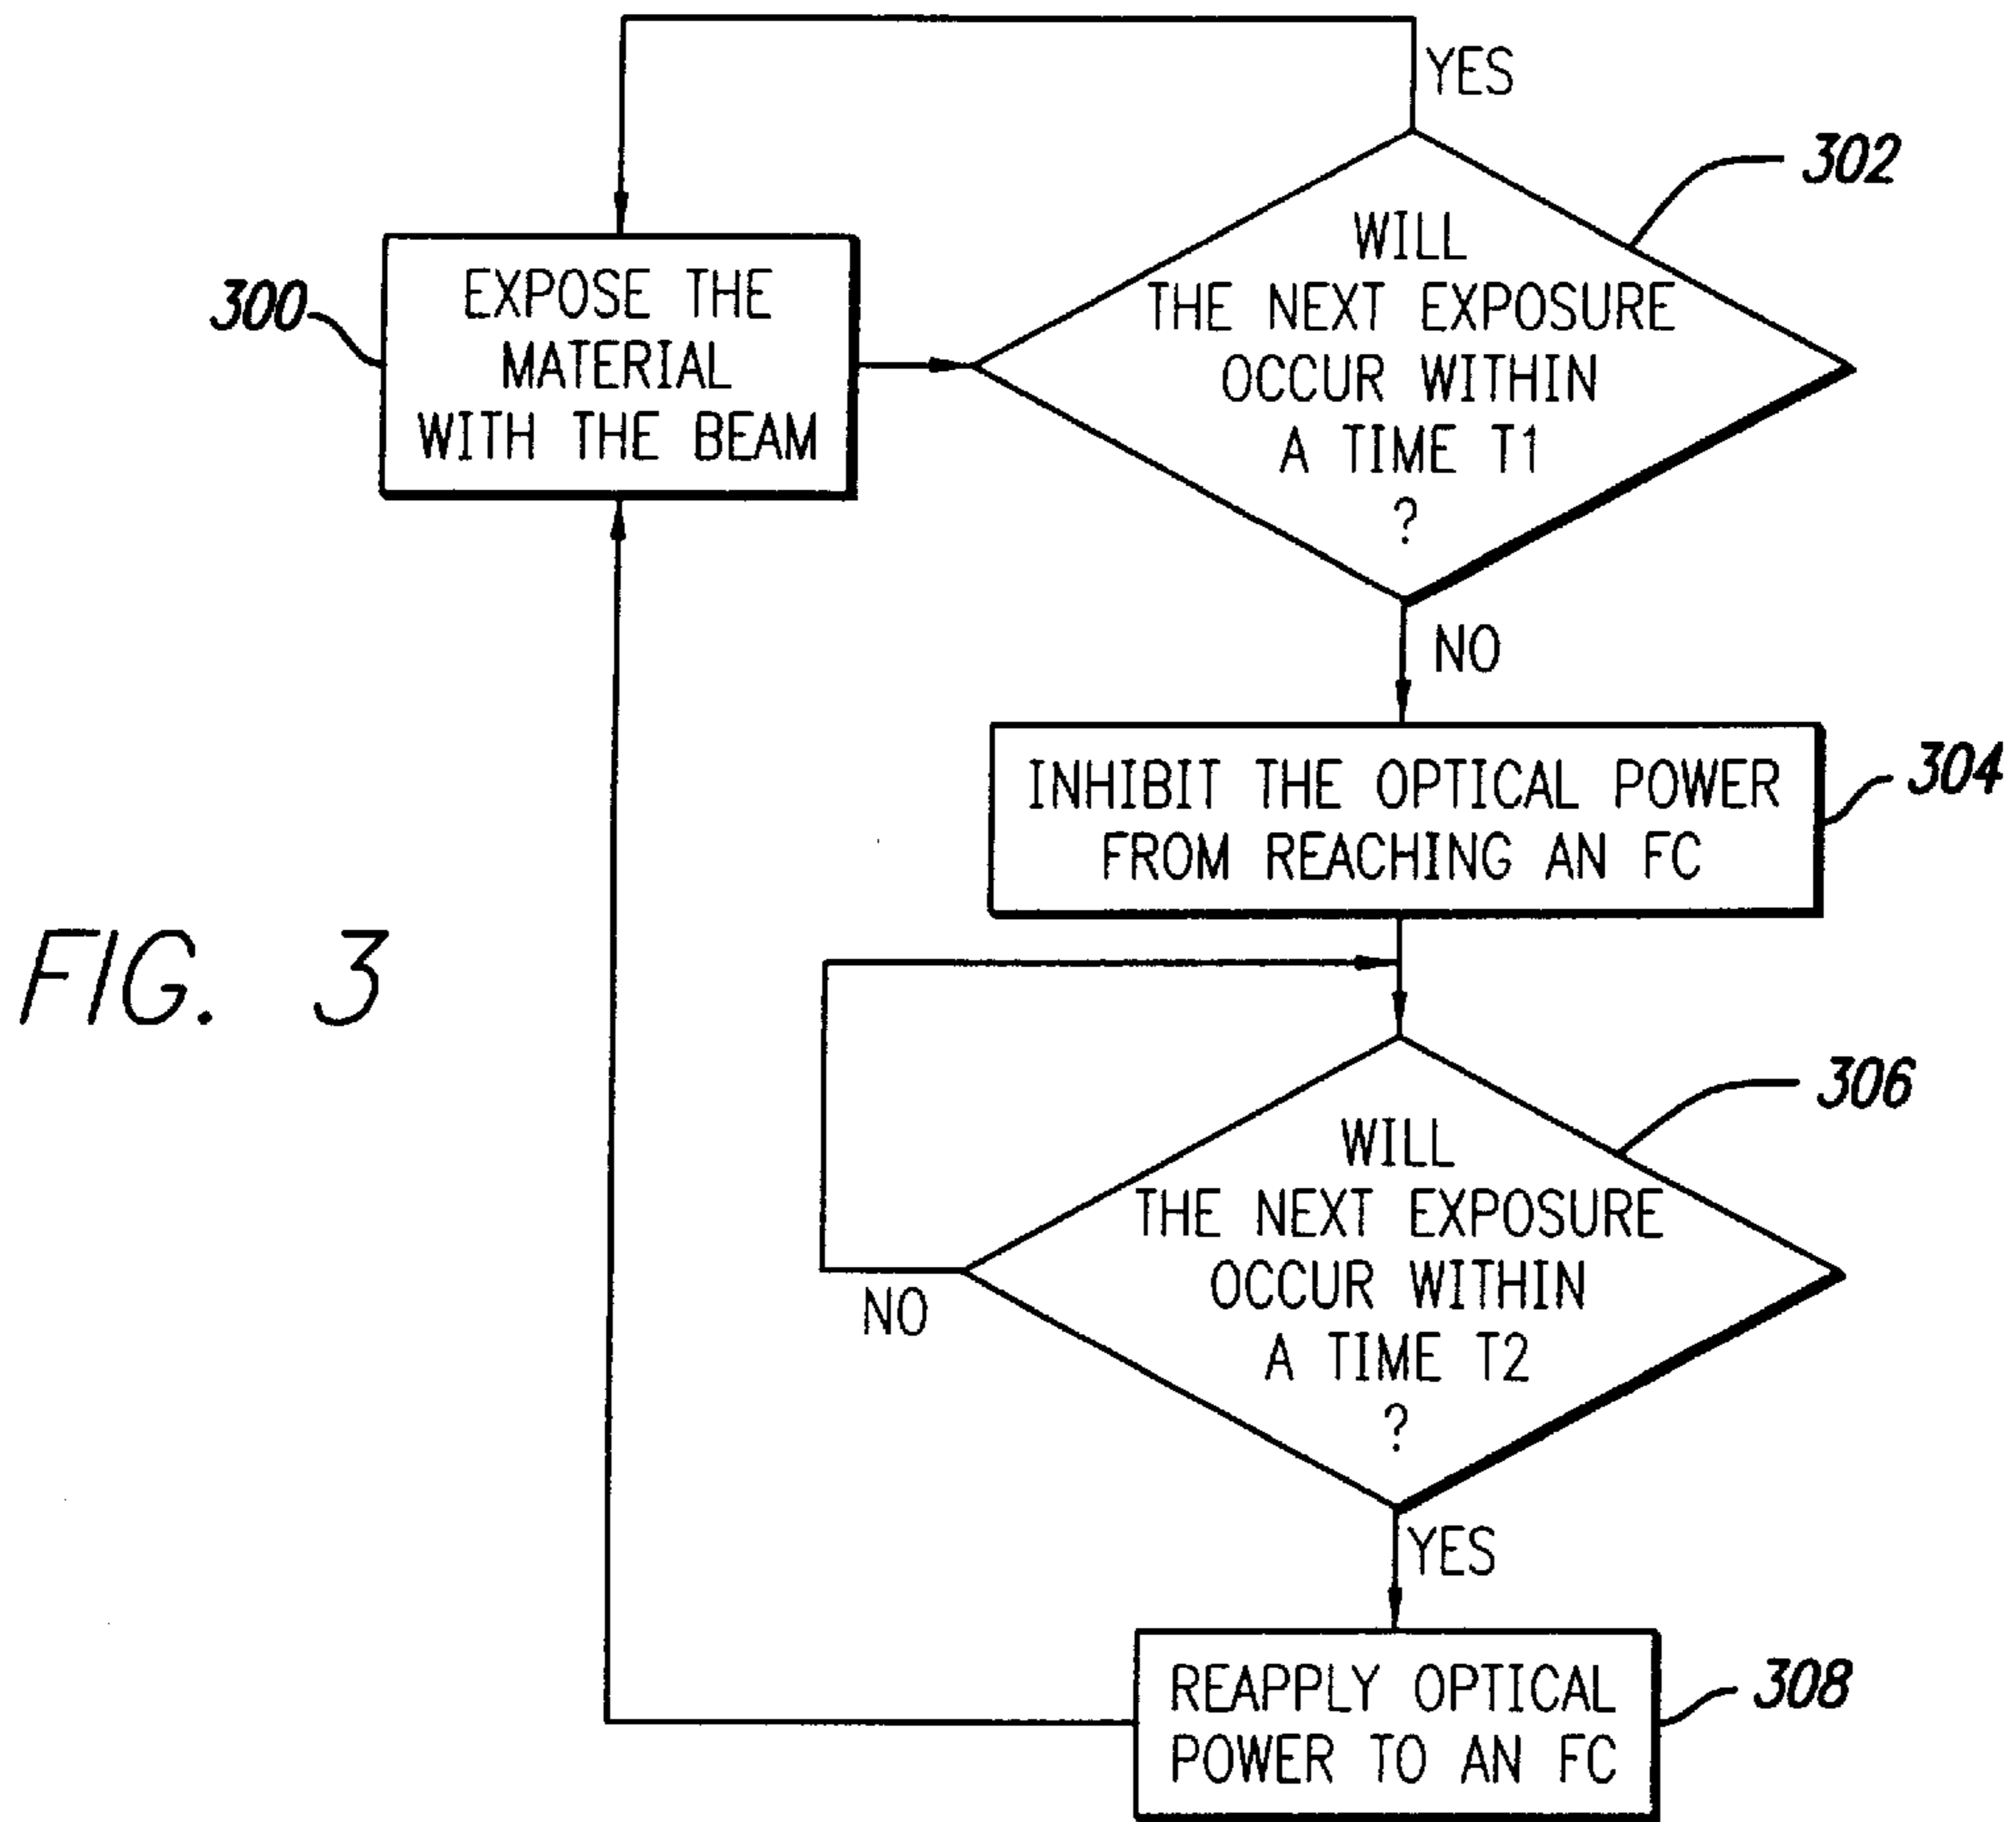 YES
302
WILL
THE NEXT EXPOSURE
OCCUR WITHIN
A TIME T1
?
300
EXPOSE THE
MATERIAL
WITH THE BEAM
NO
INHIBIT THE OPTICAL POWER
FROM REACHING AN FC
304
FIG. 3
306
WILL
THE NEXT EXPOSURE
OCCUR WITHIN
A TIME T2
?
NO
YES
REAPPLY OPTICAL
POWER TO AN FC
308